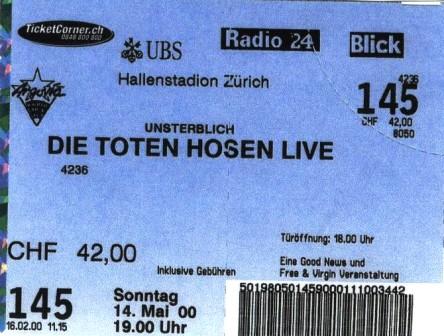 TicketCorner.ch
0848 800 800
UBS
Radio 24
Blick
Hallenstadion Zürich
4236
145
CHF 42,00
8050
UNSTERBLICH
DIE TOTEN HOSEN LIVE
4236
Türöffnung: 18.00 Uhr
CHF 42,00
Inklusive Gebühren
Eine Good News und
Free & Virgin Veranstaltung
145
Sonntag
14. Mai 00
16.02.00 11.15
19.00 Uhr
5019805014590001110034​42